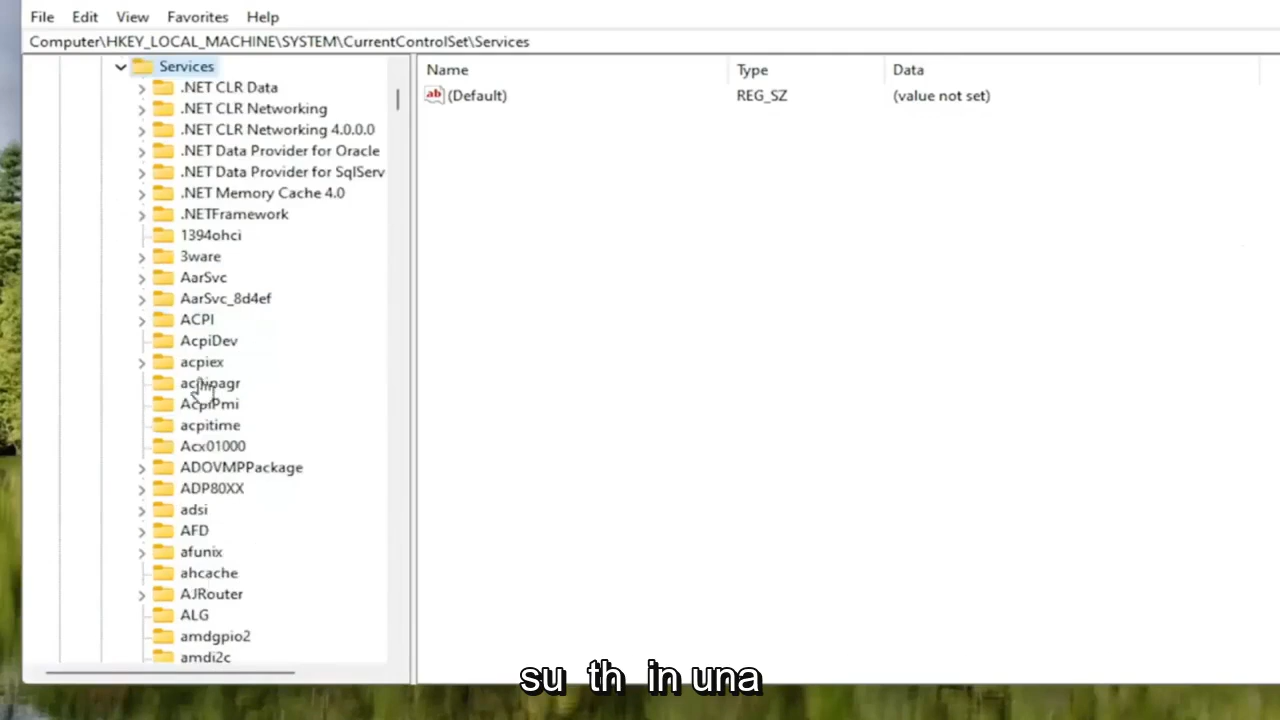 File Edit View Favorites Help
Computer\HKEY_LOCAL_MACHINE\SYSTEM\CurrentControlSet\Services
Services
.NET CLR Data
.NET CLR Networking
.NET CLR Networking 4.0.0.0
.NET Data Provider for Oracle
.NET Data Provider for SqlServ
.NET Memory Cache 4.0
.NETFramework
1394ohci
3ware
AarSvc
AarSvc_8d4ef
ACPI
AcpiDev
acpiex
acpipagr
AcpiPmi
acpitime
Acx01000
ADOVMPPackage
ADP80XX
adsi
AFD
afunix
ahcache
AJRouter
ALG
amdgpio2
amdi2c
Name Type Data
(Default) REG_SZ (value not set)
su th in una